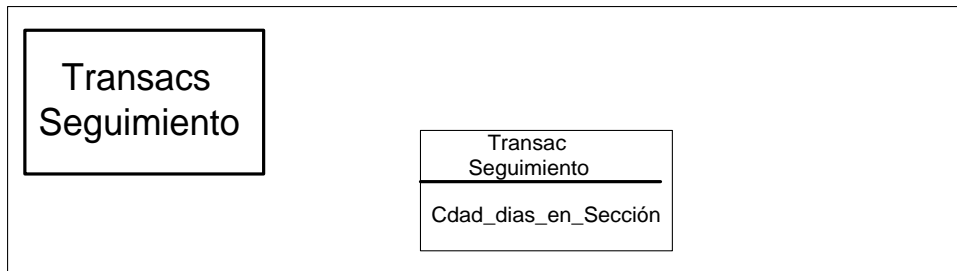 Transacs
Seguimiento
Transac
Seguimiento
Cdad_dias_en_Sección